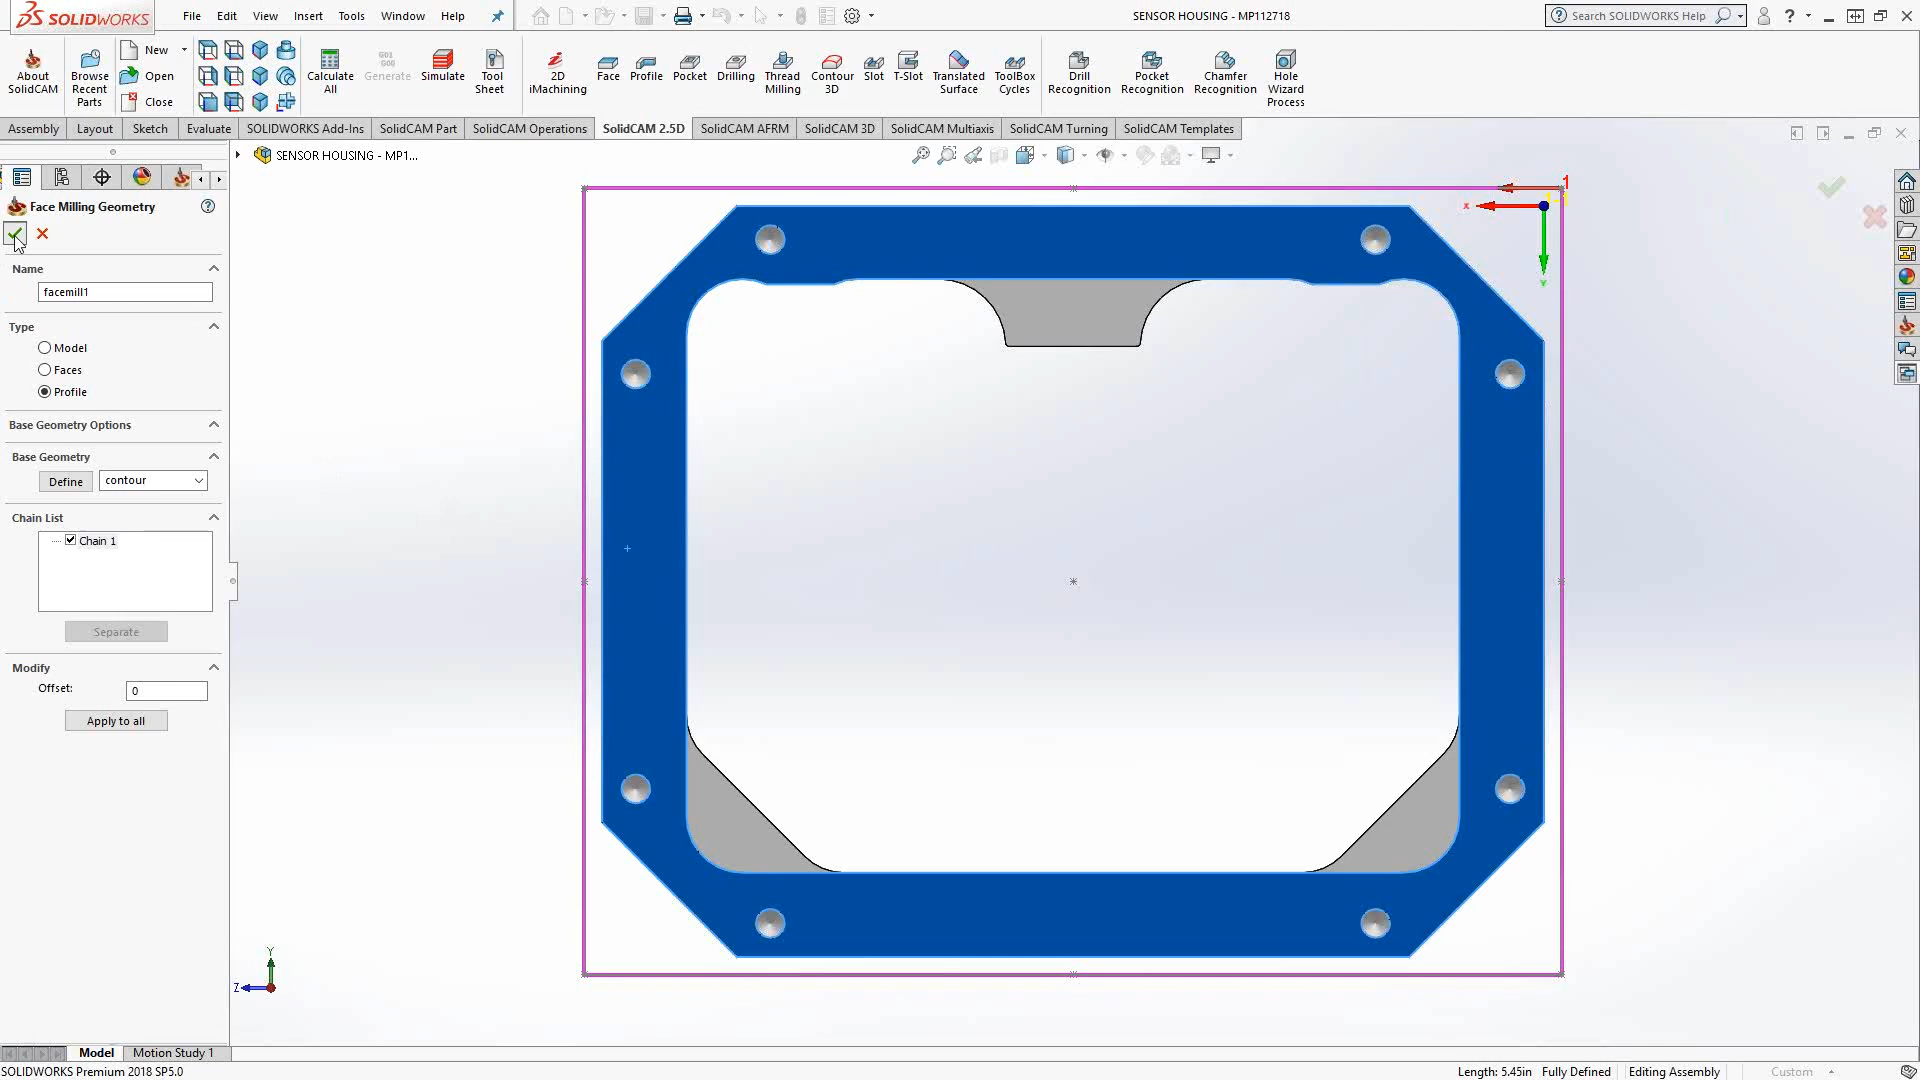 SOLIDWORKS
File Edit View Insert Tools Window Help
SENSOR HOUSING - MP112718
Search SOLIDWORKS Help
About SolidCAM
Browse Recent Parts
New
Open
Close
Calculate All
G01 G00
Generate
Simulate
Tool Sheet
2D iMachining
Face
Profile
Pocket
Drilling
Thread Milling
Contour 3D
Slot
T-Slot
Translated Surface
ToolBox Cycles
Drill Recognition
Pocket Recognition
Chamfer Recognition
Hole Wizard Process
Assembly Layout Sketch Evaluate SOLIDWORKS Add-Ins SolidCAM Part SolidCAM Operations SolidCAM 2.5D SolidCAM AFRM SolidCAM 3D SolidCAM Multiaxis SolidCAM Turning SolidCAM Templates
SENSOR HOUSING - MP1...
Face Milling Geometry
Name
facemill1
Type
Model
Faces
Profile
Base Geometry Options
Base Geometry
Define contour
Chain List
Chain 1
Separate
Modify
Offset: 0
Apply to all
1
X
Y
Y
Z
Model Motion Study 1
SOLIDWORKS Premium 2018 SP5.0
Length: 5.45in Fully Defined Editing Assembly Custom